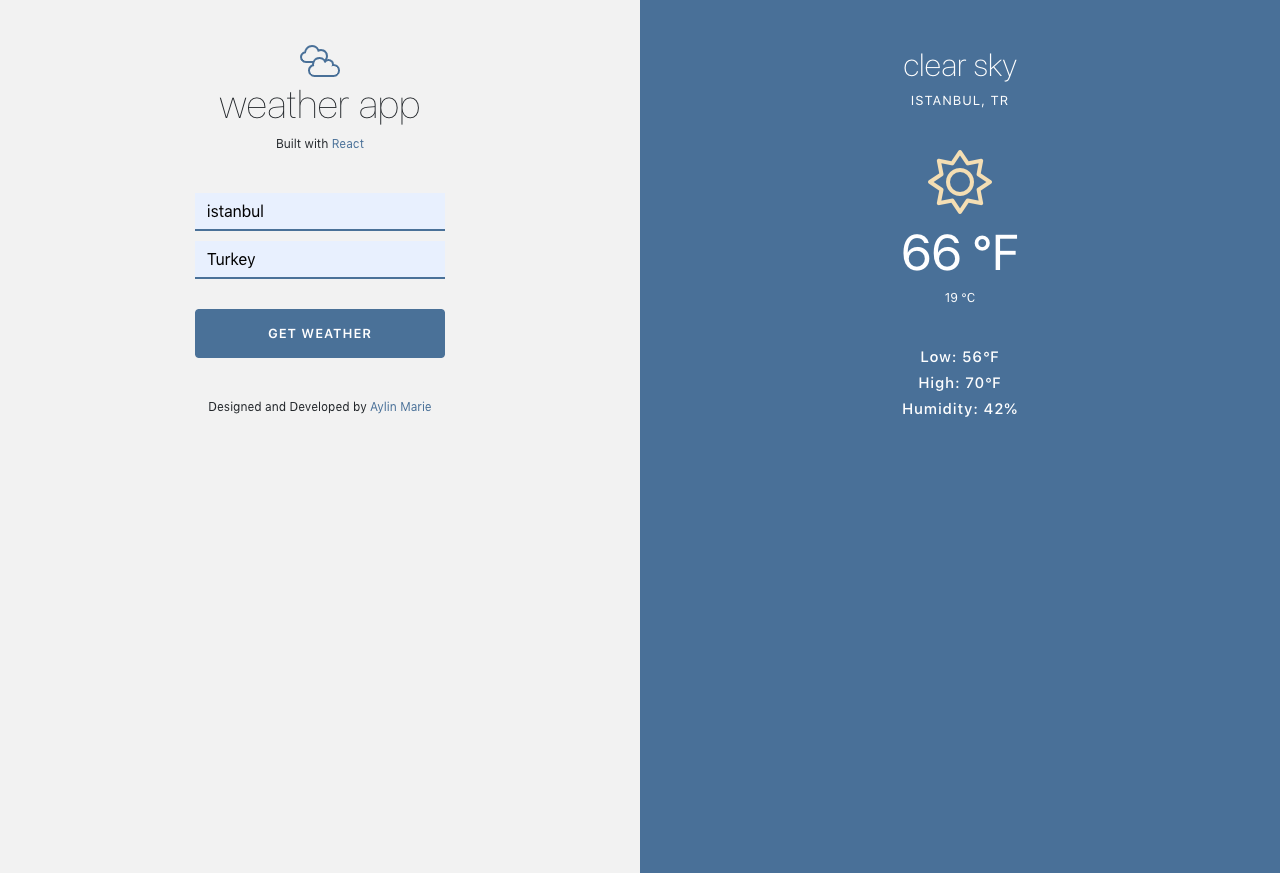 weather app
Built with React
istanbul
Turkey
GET WEATHER
Designed and Developed by Aylin Marie
clear sky
ISTANBUL, TR
66 °F
19 °C
Low: 56°F
High: 70°F
Humidity: 42%